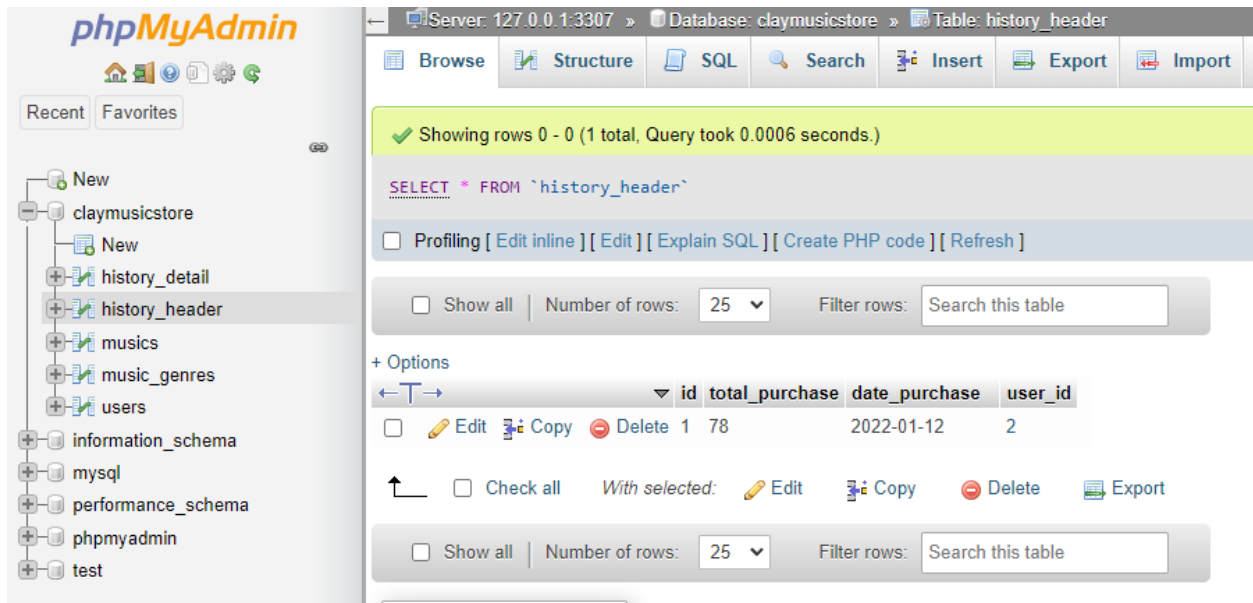 phpMyAdmin
Recent Favorites
New
claymusicstore
New
history_detail
history_header
musics
music_genres
users
information_schema
mysql
performance_schema
phpmyadmin
test
Server: 127.0.0.1:3307 » Database: claymusicstore » Table: history_header
Browse Structure SQL Search Insert Export Import
Showing rows 0 - 0 (1 total, Query took 0.0006 seconds.)
SELECT * FROM `history_header`
Profiling [ Edit inline ] [ Edit ] [ Explain SQL ] [ Create PHP code ] [ Refresh ]
Show all | Number of rows: 25 Filter rows: Search this table
+ Options
←T→ id total_purchase date_purchase user_id
Edit Copy Delete 1 78 2022-01-12 2
Check all With selected: Edit Copy Delete Export
Show all | Number of rows: 25 Filter rows: Search this table